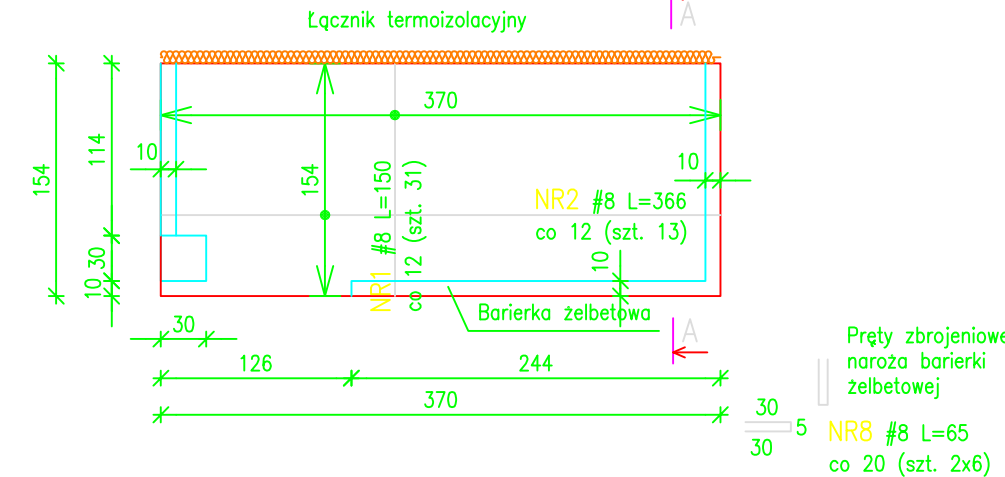 Łącznik termoizolacyjny
A
370
154
114
10
154
10
NR2 #8 L=366
co 12 (szt. 13)
NR1 #8 L=150
co 12 (szt. 31)
30
10
10
Barierka żelbetowa
A
30
126
244
370
Pręty zbrojeniowe
naroża barierki
żelbetowej
30
5
30
NR8 #8 L=65
co 20 (szt. 2x6)